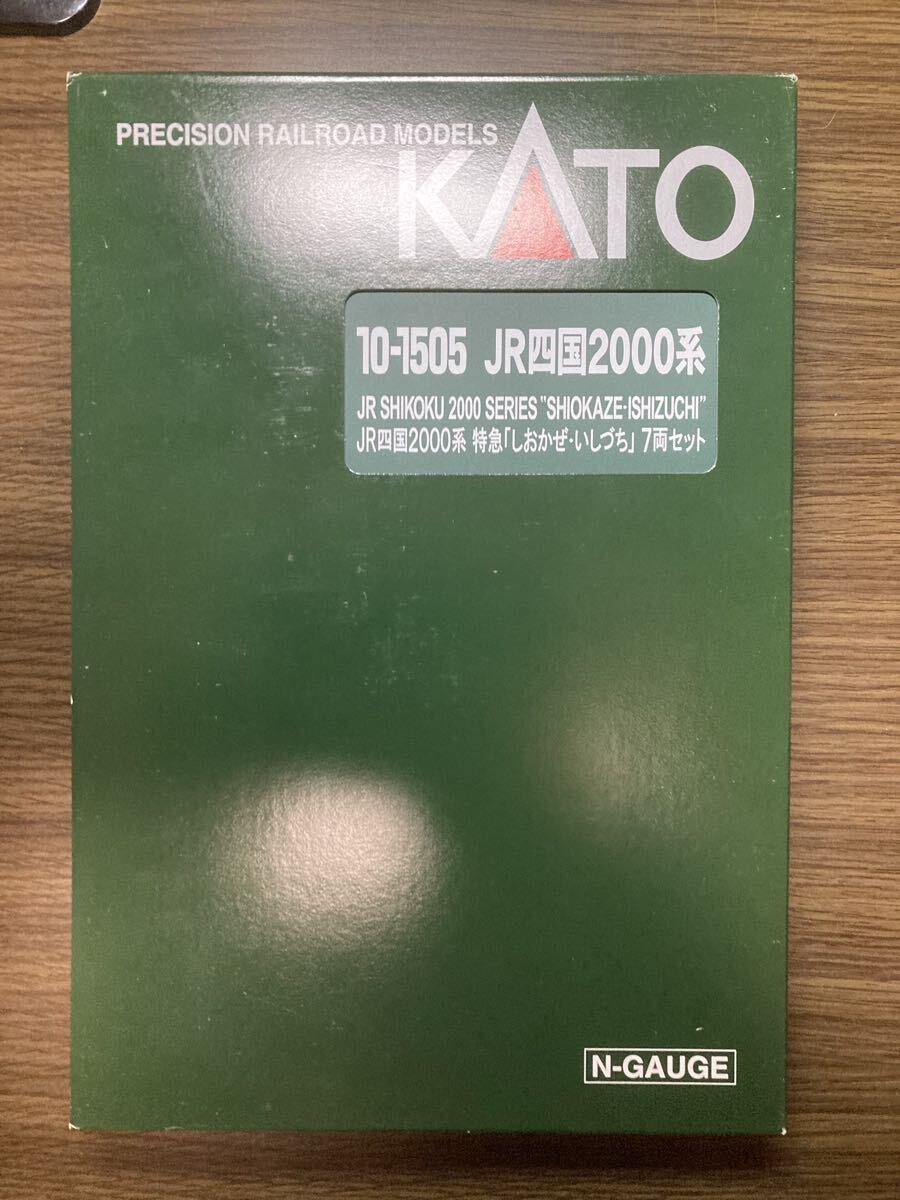 PRECISION RAILROAD MODELS
KATO
10-1505 JR四国2000系
JR SHIKOKU 2000 SERIES "SHIOKAZE-ISHIZUCHI"
JR四国2000系 特急「しおかぜ・いしづち」 7両セット
N-GAUGE